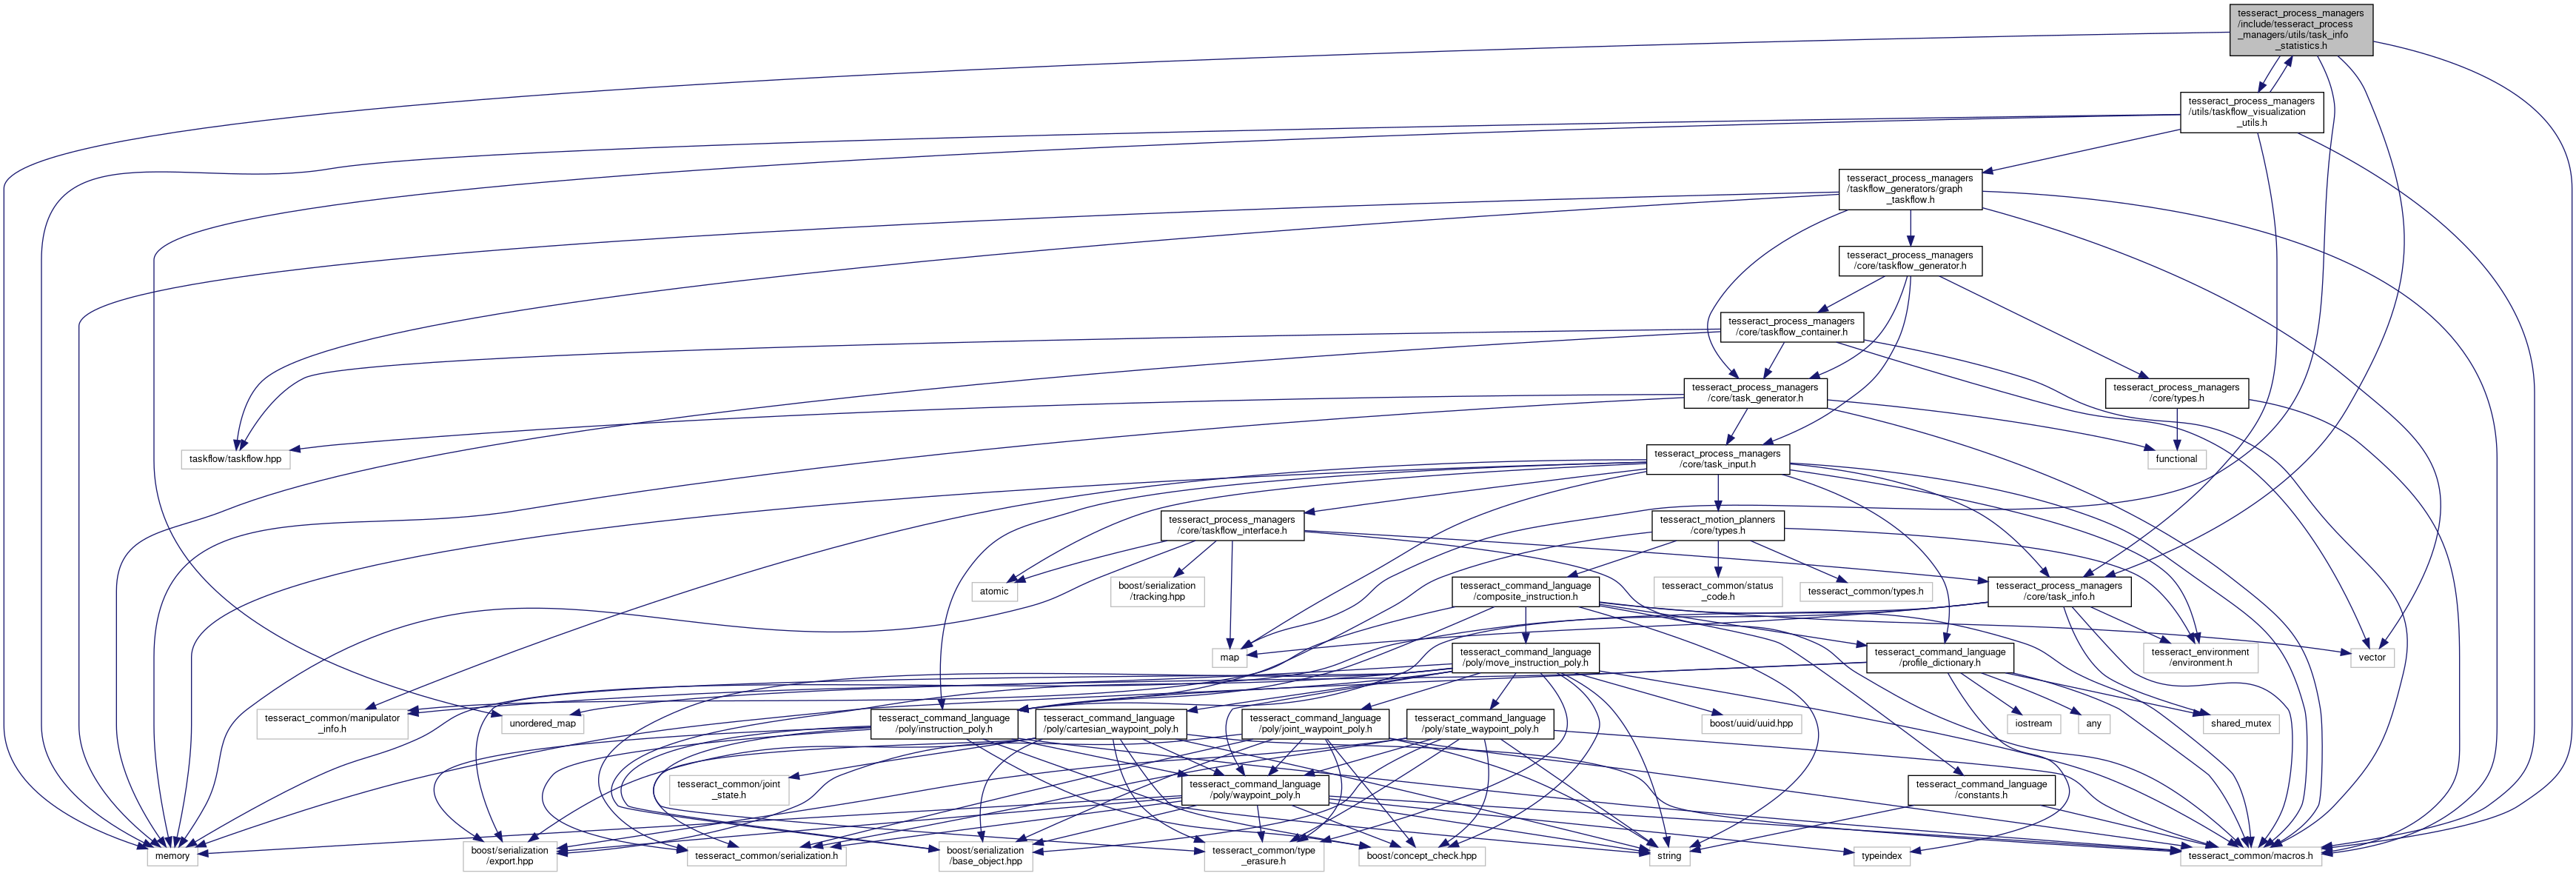 tesseract_process_managers
/include/tesseract_process
_managers/utils/task_info
_statistics.h
tesseract_process_managers
/utils/taskflow_visualization
_utils.h
tesseract_process_managers
/taskflow_generators/graph
_taskflow.h
tesseract_process_managers
/core/taskflow_generator.h
tesseract_process_managers
/core/taskflow_container.h
tesseract_process_managers
/core/task_generator.h
tesseract_process_managers
/core/types.h
taskflow/taskflow.hpp
tesseract_process_managers
/core/task_input.h
functional
tesseract_process_managers
/core/taskflow_interface.h
tesseract_motion_planners
/core/types.h
atomic
boost/serialization
/tracking.hpp
tesseract_command_language
/composite_instruction.h
tesseract_common/status
_code.h
tesseract_common/types.h
tesseract_process_managers
/core/task_info.h
map
tesseract_command_language
/poly/move_instruction_poly.h
tesseract_command_language
/profile_dictionary.h
tesseract_environment
/environment.h
vector
tesseract_common/manipulator
_info.h
unordered_map
tesseract_command_language
/poly/instruction_poly.h
tesseract_command_language
/poly/cartesian_waypoint_poly.h
tesseract_command_language
/poly/joint_waypoint_poly.h
tesseract_command_language
/poly/state_waypoint_poly.h
boost/uuid/uuid.hpp
iostream
any
shared_mutex
tesseract_common/joint
_state.h
tesseract_command_language
/poly/waypoint_poly.h
tesseract_command_language
/constants.h
memory
boost/serialization
/export.hpp
tesseract_common/serialization.h
boost/serialization
/base_object.hpp
tesseract_common/type
_erasure.h
boost/concept_check.hpp
string
typeindex
tesseract_common/macros.h